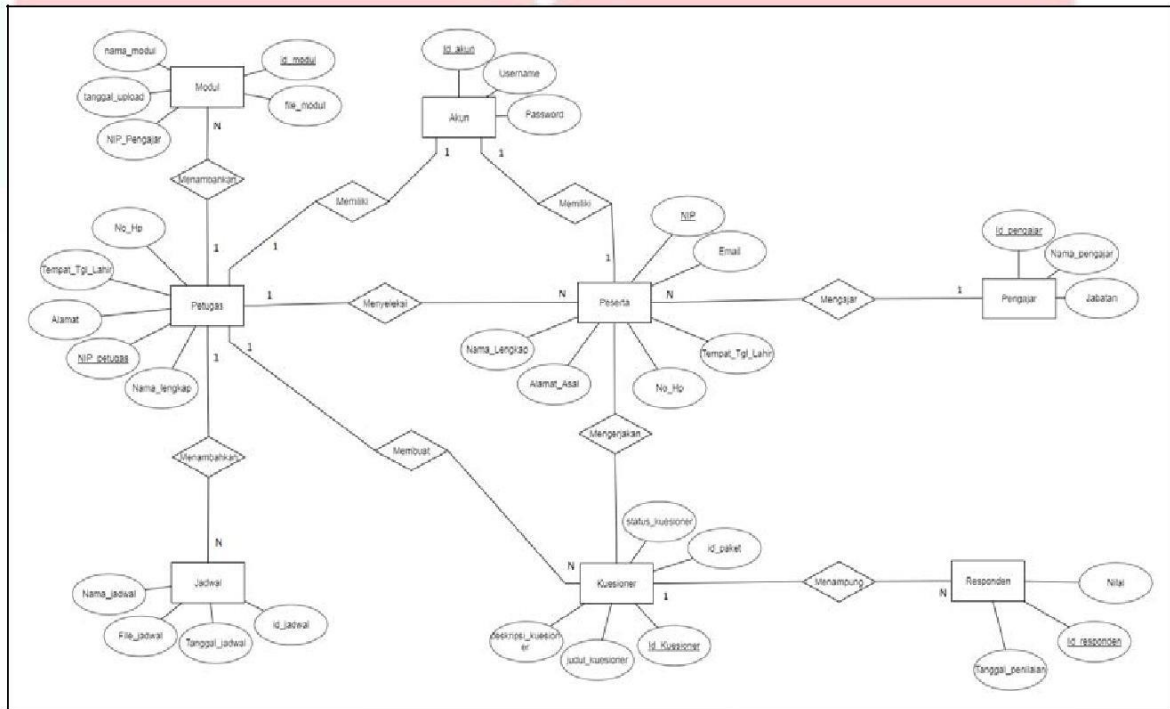 nama_modul
id_modul
Modul
tanggal_upload
file_modul
NIP_Pengajar
N
Menambahkan
1
Id_akun
Username
Akun
Password
1
1
Memiliki
1
Memiliki
1
No_Hp
Tempat_Tgl_Lahir
Alamat
NIP_petugas
Nama_lengkap
Petugas
1
Menyeleksi
N
NIP
Email
Peserta
Nama_Lengkap
Alamat_Asal
No_Hp
Tempat_Tgl_Lahir
N
Mengajar
1
Id_pengajar
Nama_pengajar
Pengajar
Jabatan
1
1
Menambahkan
N
Membuat
N
Mengerjakan
Jadwal
Nama_jadwal
File_jadwal
Tanggal_jadwal
id_jadwal
status_kuesioner
id_paket
Kuesioner
deskripsi_kuesion
er
judul_kuesioner
Id_Kuesioner
1
Menampung
N
Responden
Nilai
Id_responden
Tanggal_penilaian